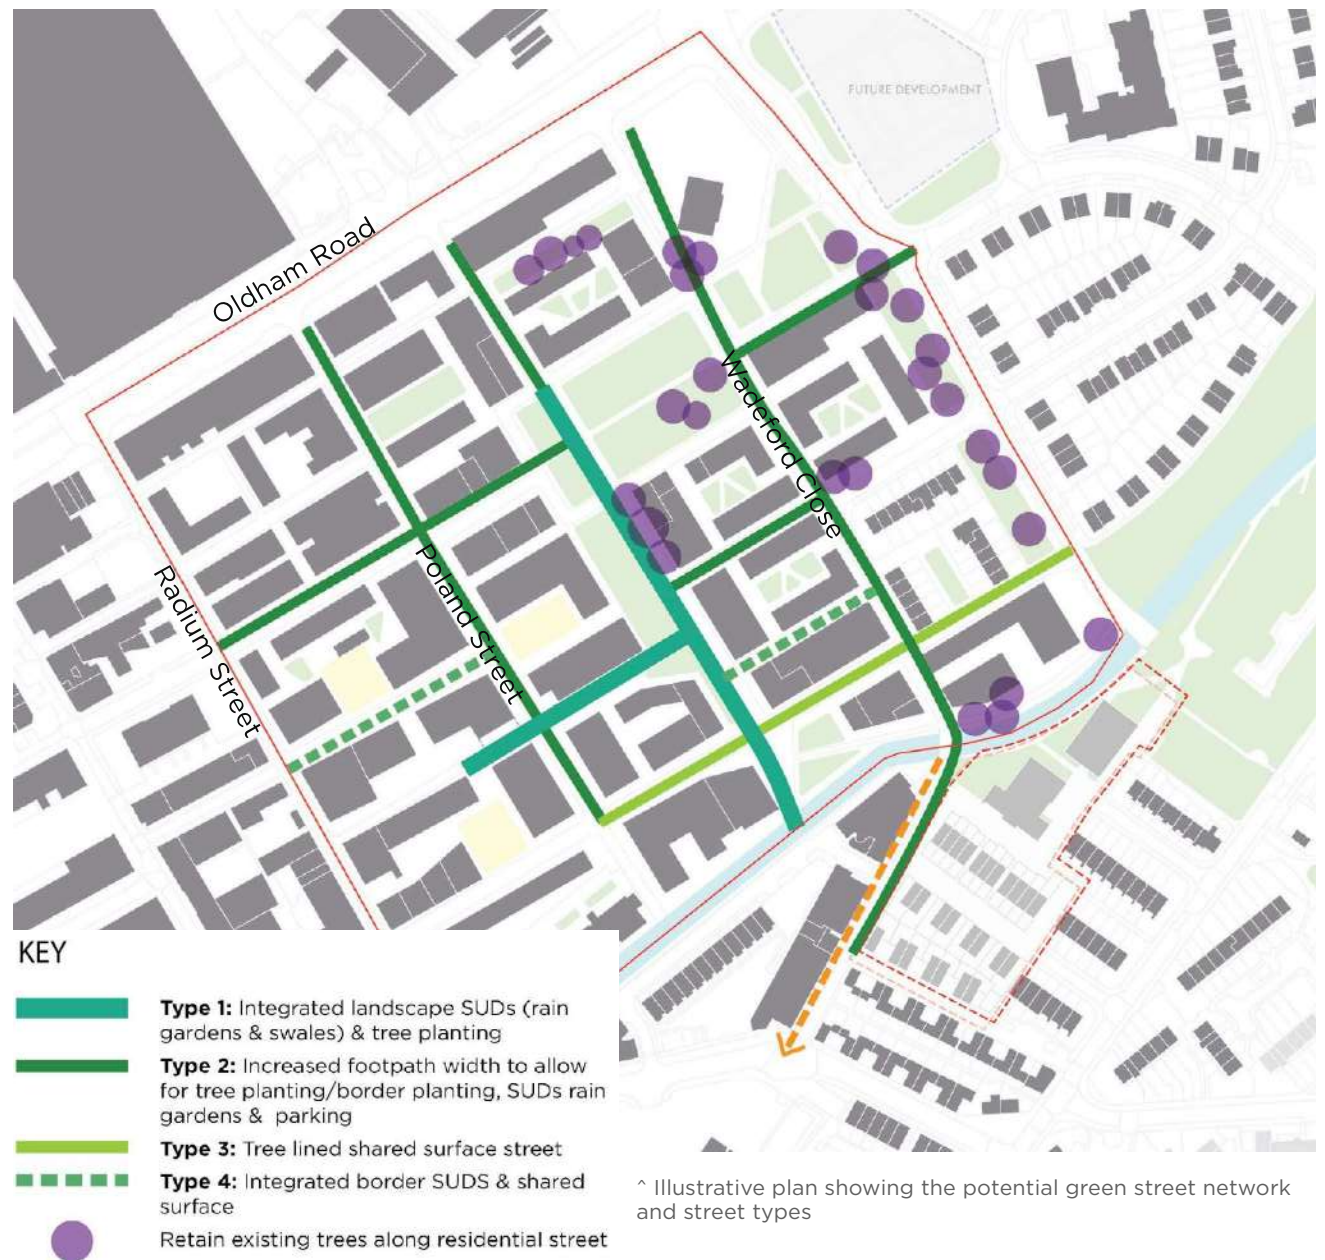 FUTURE DEVELOPMENT
Oldham Road
Wadeford Close
Poland Street
Radium Street
KEY
Type 1: Integrated landscape SUDs (rain
gardens & swales) & tree planting
Type 2: Increased footpath width to allow
for tree planting/border planting, SUDs rain
gardens & parking
Type 3: Tree lined shared surface street
Type 4: Integrated border SUDS & shared
surface
Retain existing trees along residential street
^ Illustrative plan showing the potential green street network
and street types